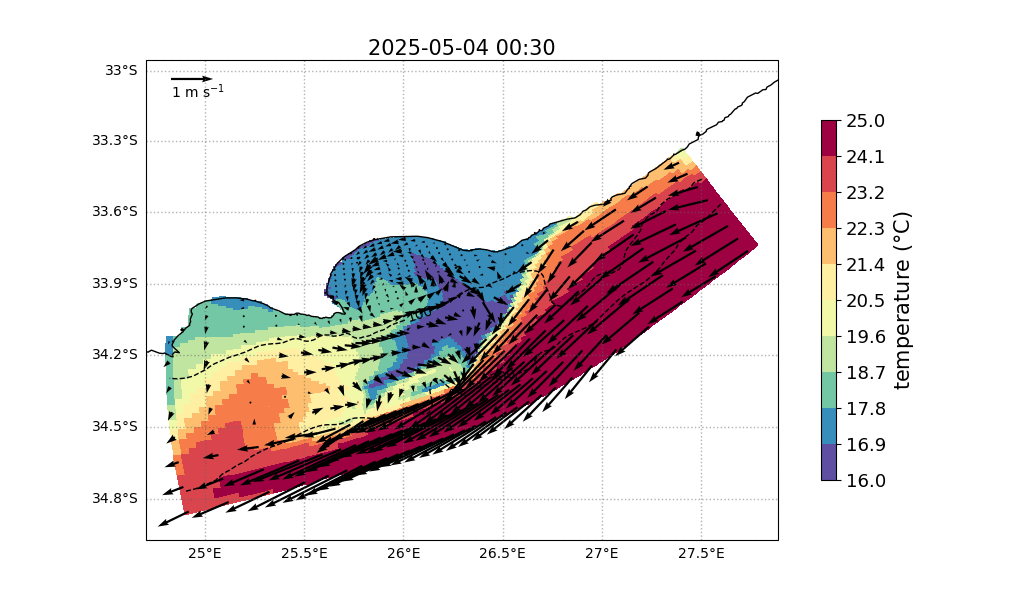 2025-05-04 00:30
1 m s⁻¹
33°S
33.3°S
33.6°S
33.9°S
34.2°S
34.5°S
34.8°S
25°E
25.5°E
26°E
26.5°E
27°E
27.5°E
100
25.0
24.1
23.2
22.3
21.4
20.5
19.6
18.7
17.8
16.9
16.0
temperature (°C)